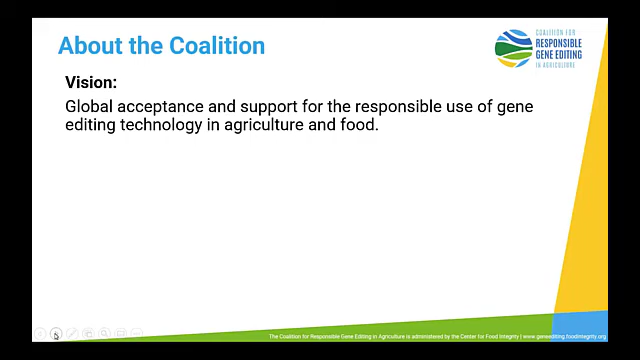 About the Coalition
COALITION FOR
RESPONSIBLE
GENE EDITING
IN AGRICULTURE
Vision:
Global acceptance and support for the responsible use of gene
editing technology in agriculture and food.
The Coalition for Responsible Gene Editing in Agriculture is administered by the Center for Food Integrity | www.geneediting.foodintegrity.org